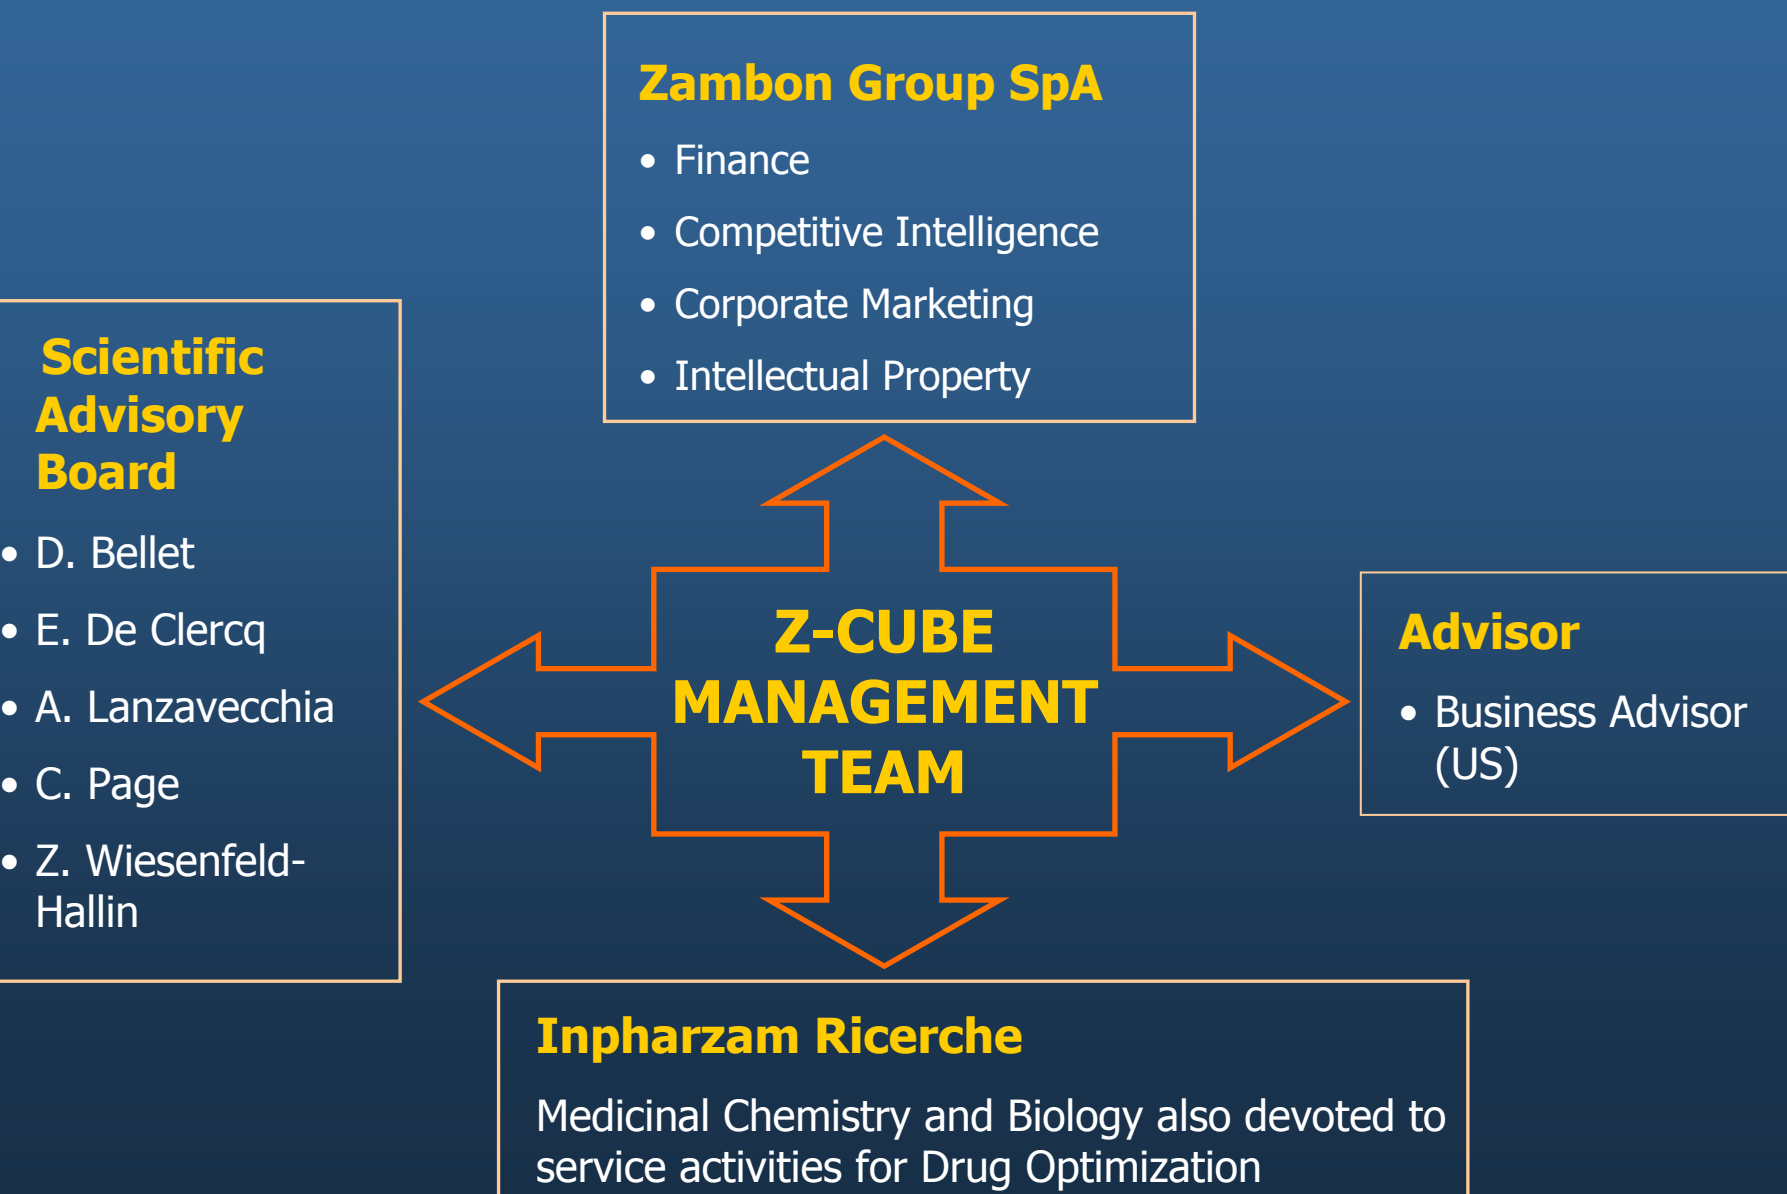 Zambon Group SpA
• Finance
• Competitive Intelligence
• Corporate Marketing
• Intellectual Property
Scientific
Advisory
Board
• D. Bellet
• E. De Clercq
• A. Lanzavecchia
• C. Page
• Z. Wiesenfeld-
Hallin
Z-CUBE
MANAGEMENT
TEAM
Advisor
• Business Advisor
(US)
Inpharzam Ricerche
Medicinal Chemistry and Biology also devoted to
service activities for Drug Optimization